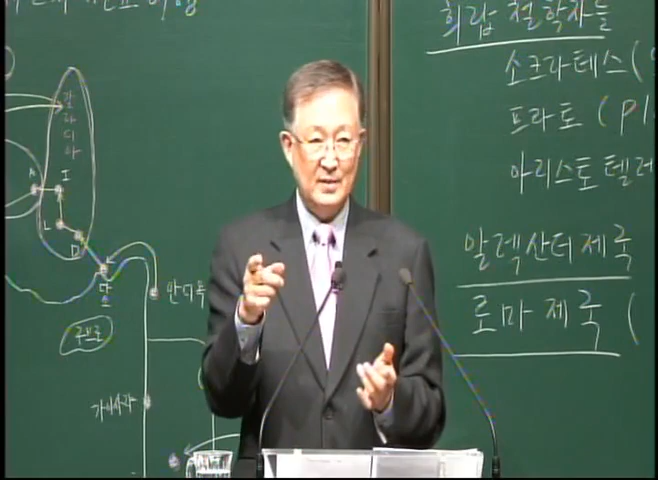 희랍 철학자들
소크라테스(
프라토 (Pl
아리스토텔레
알렉산더 제국
로마 제국 (
갈라디아
I
A
L
D
다소
안디옥
구브로
가이사랴